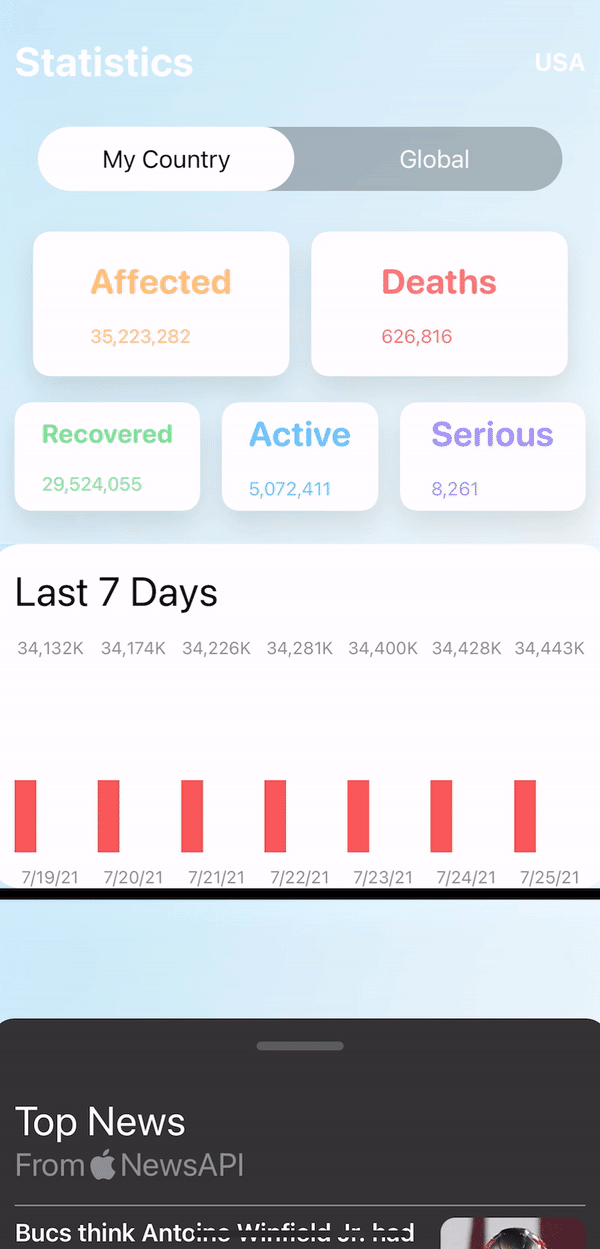 Statistics
USA
My Country
Global
Affected
35,223,282
Deaths
626,816
Recovered
29,524,055
Active
5,072,411
Serious
8,261
Last 7 Days
34,132K 34,174K 34,226K 34,281K 34,400K 34,428K 34,443K
7/19/21 7/20/21 7/21/21 7/22/21 7/23/21 7/24/21 7/25/21
Top News
From NewsAPI
Bucs think Antoine Winfield Jr. had